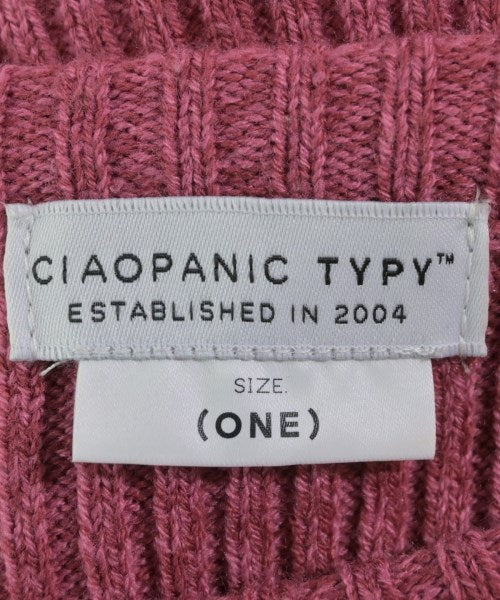 CIAOPANIC TYPY™
ESTABLISHED IN 2004
SIZE.
(ONE)